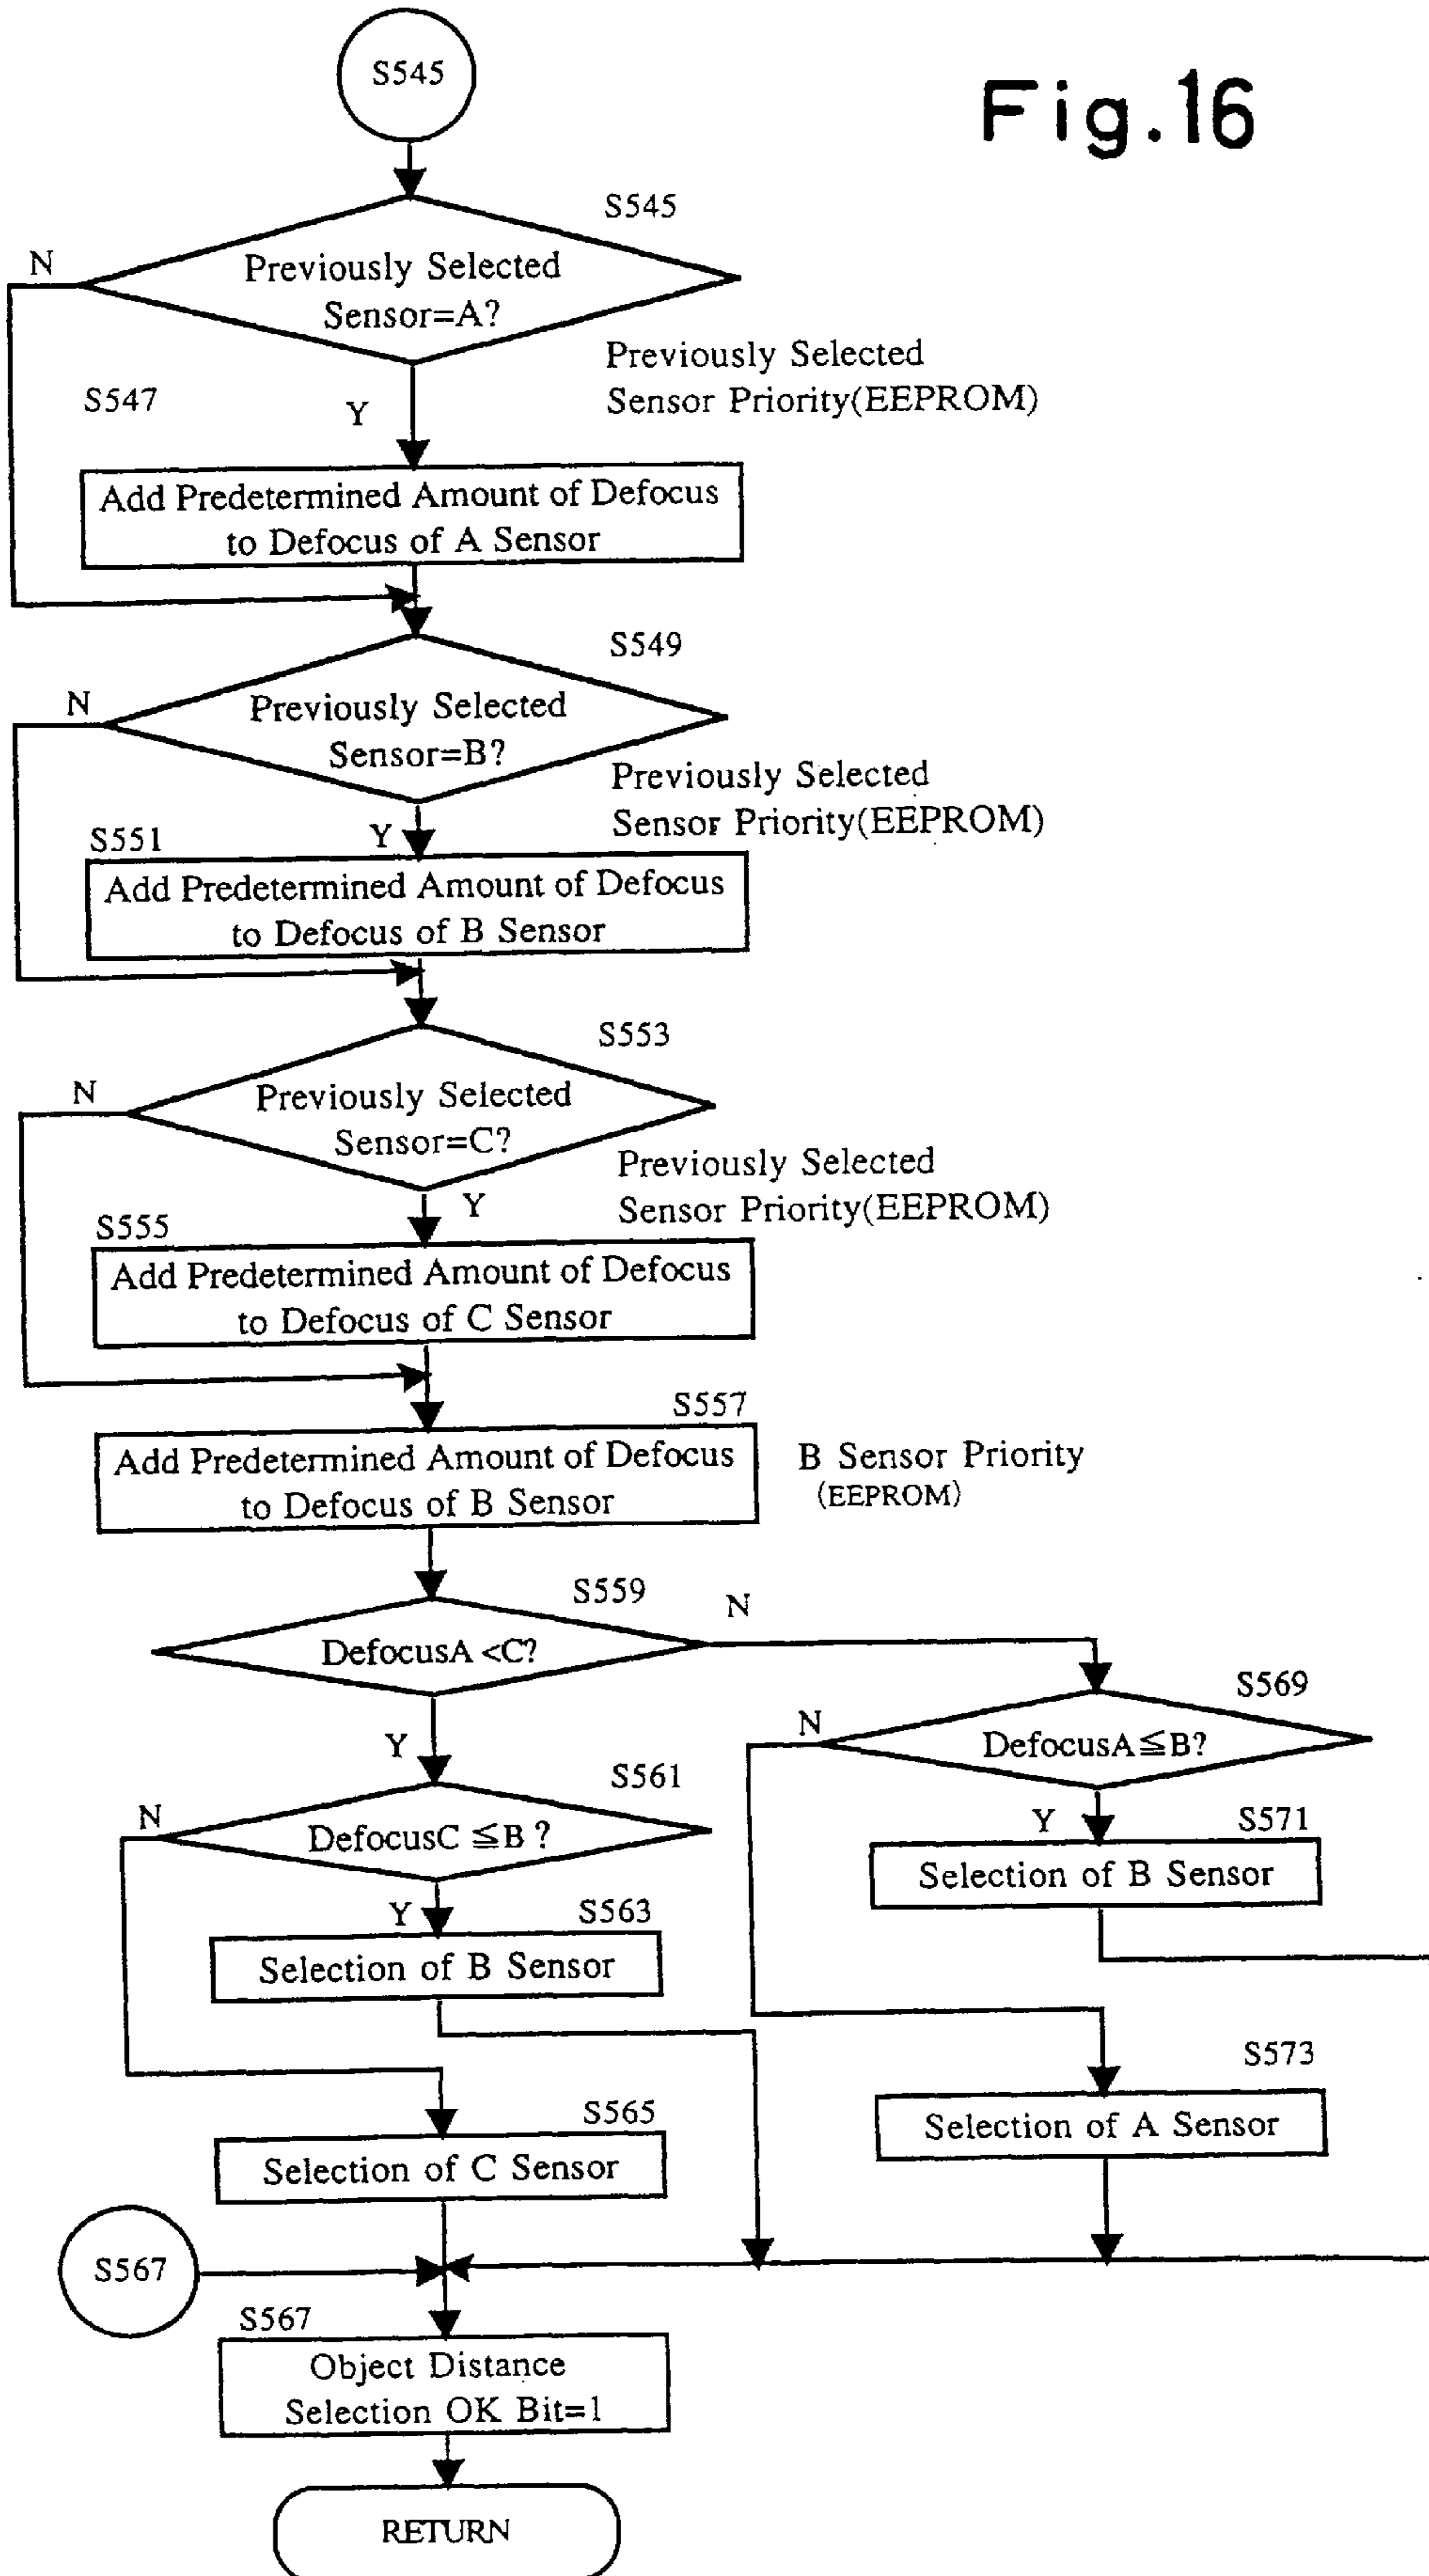 S545
Fig.16
S545
N
Previously Selected
Sensor=A?
Previously Selected
Sensor Priority(EEPROM)
S547
Y
Add Predetermined Amount of Defocus
to Defocus of A Sensor
S549
N
Previously Selected
Sensor=B?
Previously Selected
Sensor Priority(EEPROM)
S551
Y
Add Predetermined Amount of Defocus
to Defocus of B Sensor
S553
N
Previously Selected
Sensor=C?
Previously Selected
Sensor Priority(EEPROM)
Y
S555
Add Predetermined Amount of Defocus
to Defocus of C Sensor
S557
Add Predetermined Amount of Defocus
to Defocus of B Sensor
B Sensor Priority
(EEPROM)
S559
N
DefocusA <C?
S569
N
DefocusA≦B?
Y
S561
N
DefocusC ≦B ?
Y
S571
Selection of B Sensor
Y
S563
Selection of B Sensor
S573
Selection of A Sensor
S565
Selection of C Sensor
S567
S567
Object Distance
Selection OK Bit=1
RETURN